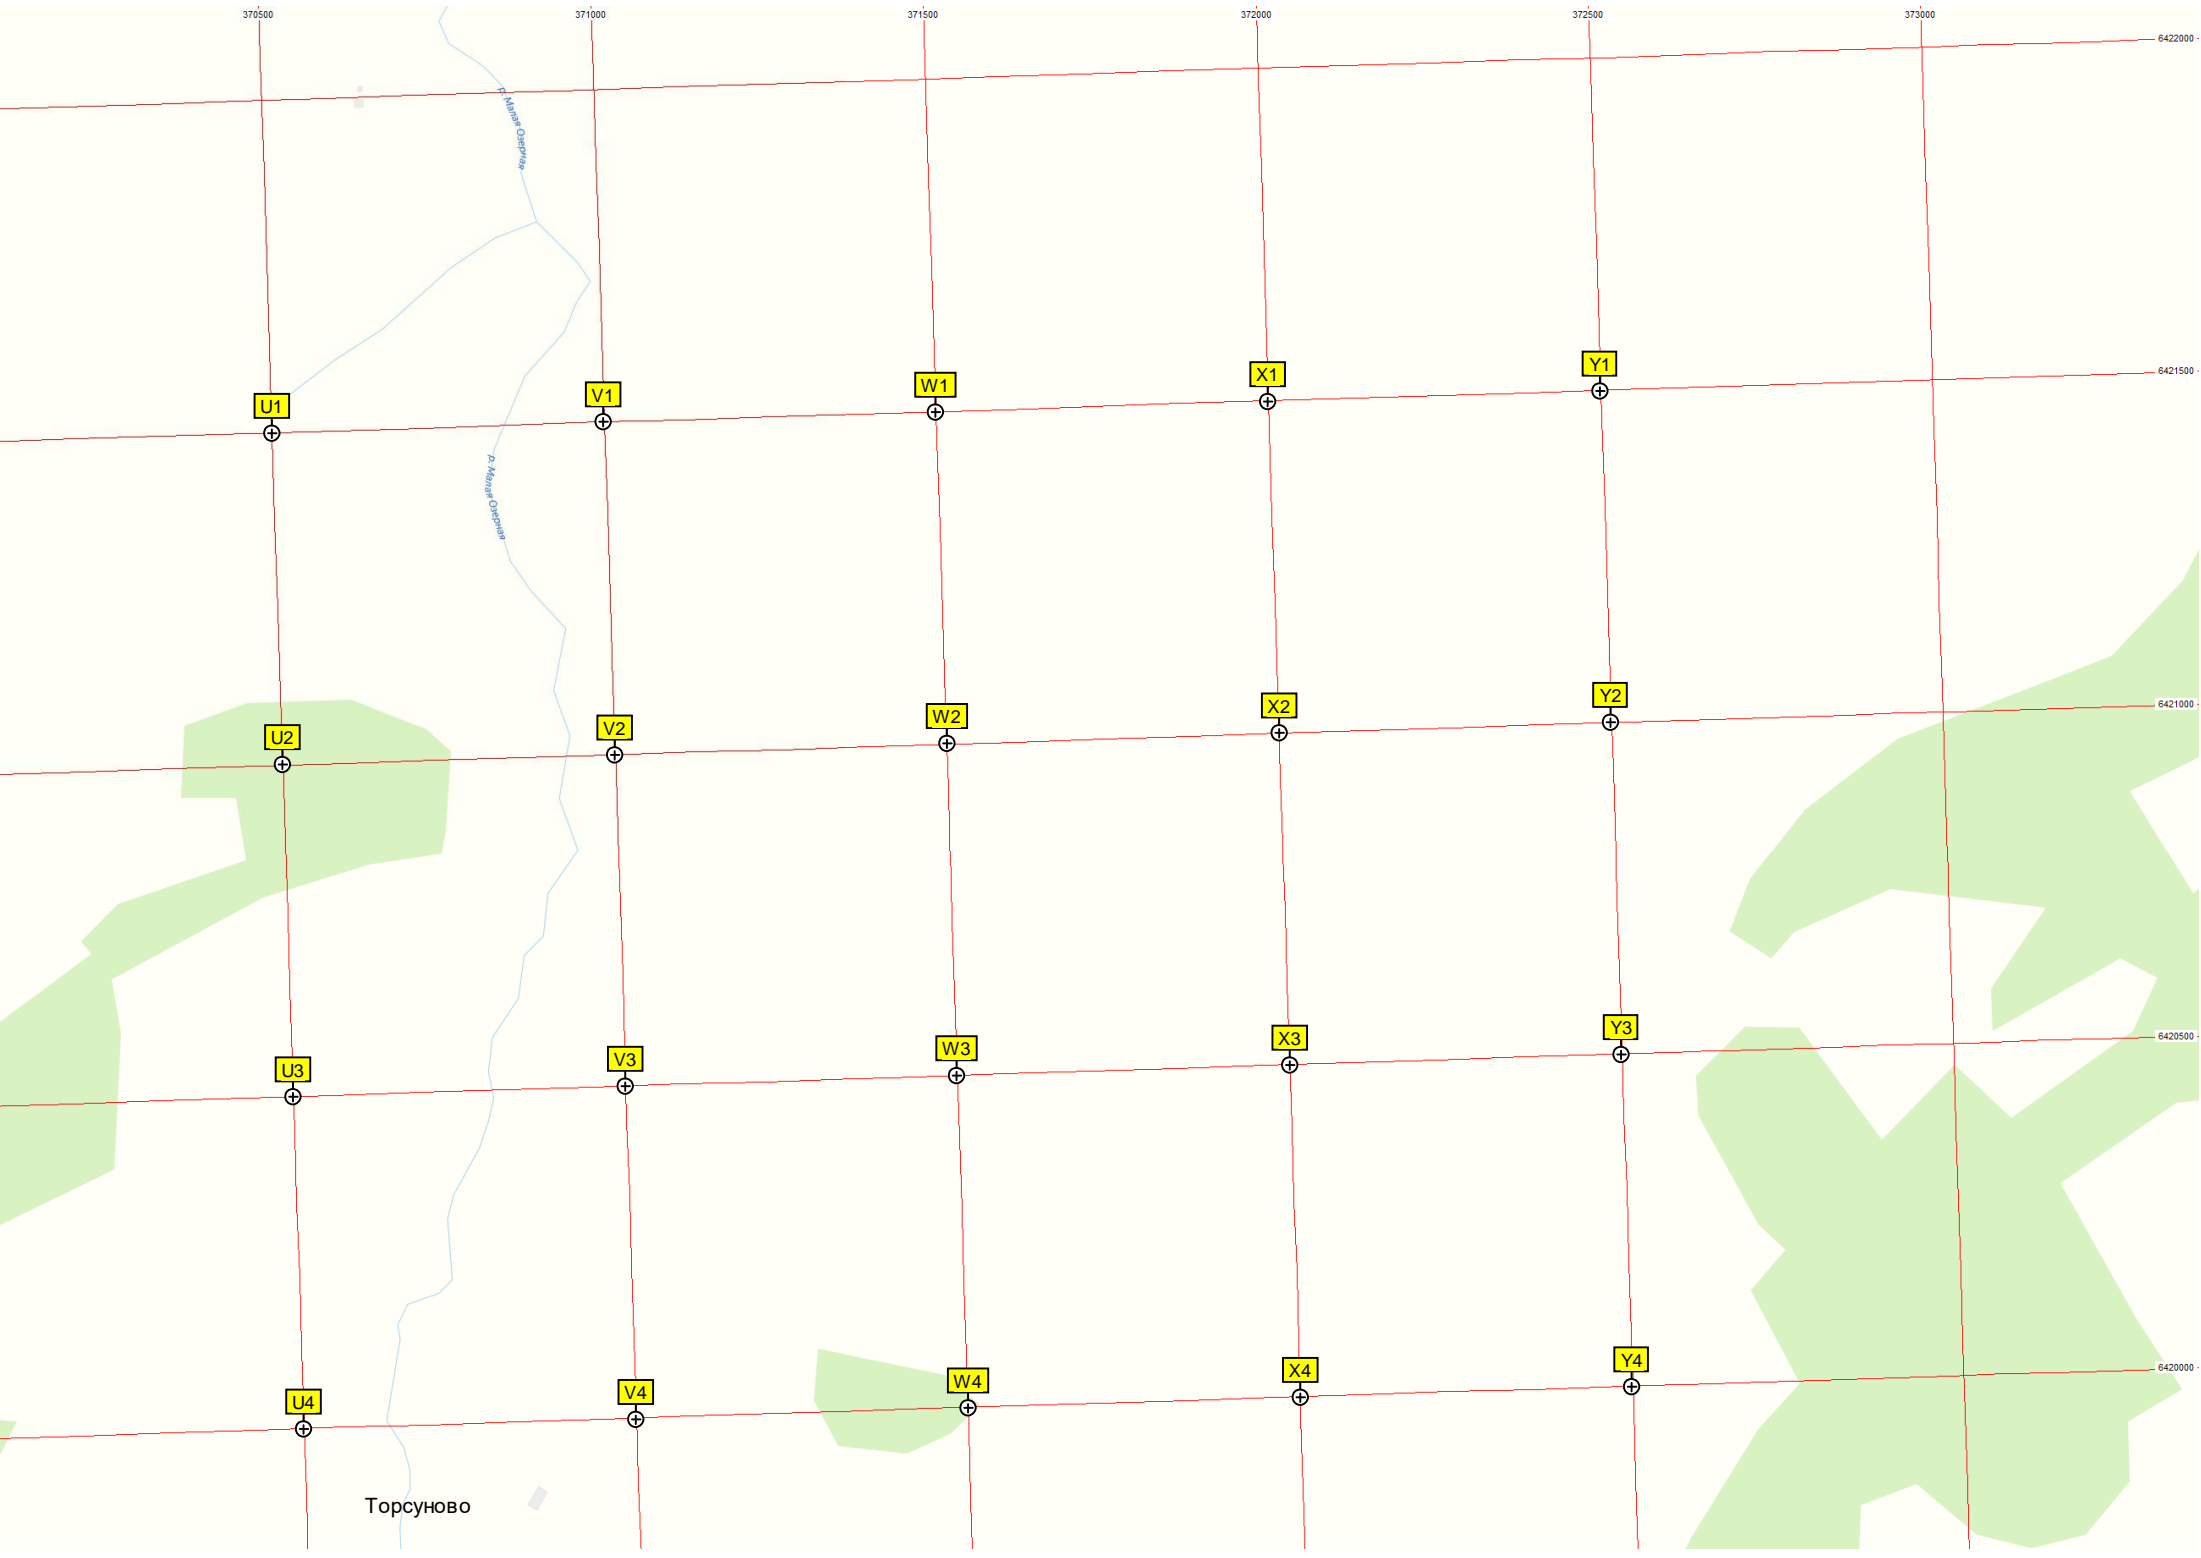 370500 371000 371500 372000 372500 373000
6422000
р. Малая Озерная
6421500
Y1
X1
W1
V1
U1
р. Малая Озерная
6421000
Y2
X2
W2
V2
U2
6420500
Y3
X3
W3
V3
U3
6420000
Y4
X4
W4
V4
U4
Торсуново